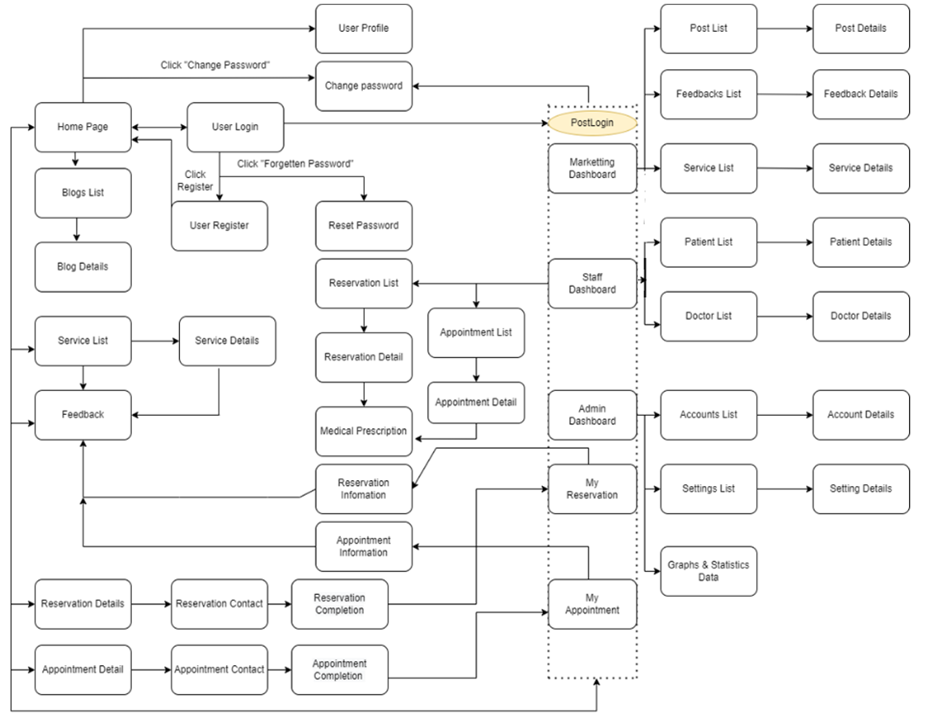 User Profile
Post List
Post Details
Click "Change Password"
Change password
Feedbacks List
Feedback Details
Home Page
User Login
PostLogin
Click "Forgetten Password"
Marketting
Dashboard
Service List
Service Details
Click
Register
Blogs List
User Register
Reset Password
Patient List
Patient Details
Blog Details
Reservation List
Staff
Dashboard
Doctor List
Doctor Details
Appointment List
Service List
Service Details
Reservation Detail
Appointment Detail
Feedback
Medical Prescription
Admin
Dashboard
Accounts List
Account Details
Reservation
Infomation
My
Reservation
Settings List
Setting Details
Appointment
Information
Graphs & Statistics
Data
Reservation Details
Reservation Contact
Reservation
Completion
My
Appointment
Appointment Detail
Appointment Contact
Appointment
Completion